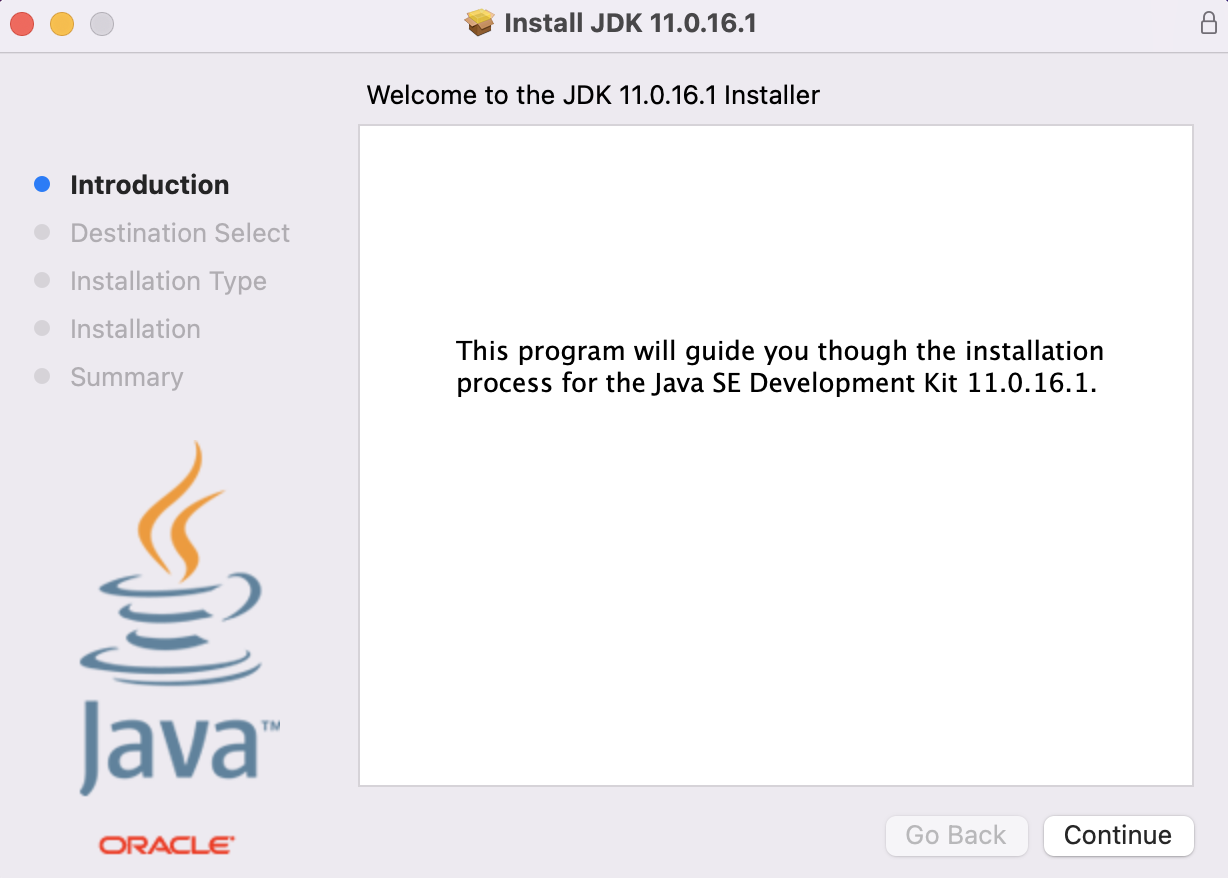 Install JDK 11.0.16.1
Welcome to the JDK 11.0.16.1 Installer
Introduction
Destination Select
Installation Type
Installation
Summary
This program will guide you though the installation
process for the Java SE Development Kit 11.0.16.1.
Java™
ORACLE®
Go Back
Continue